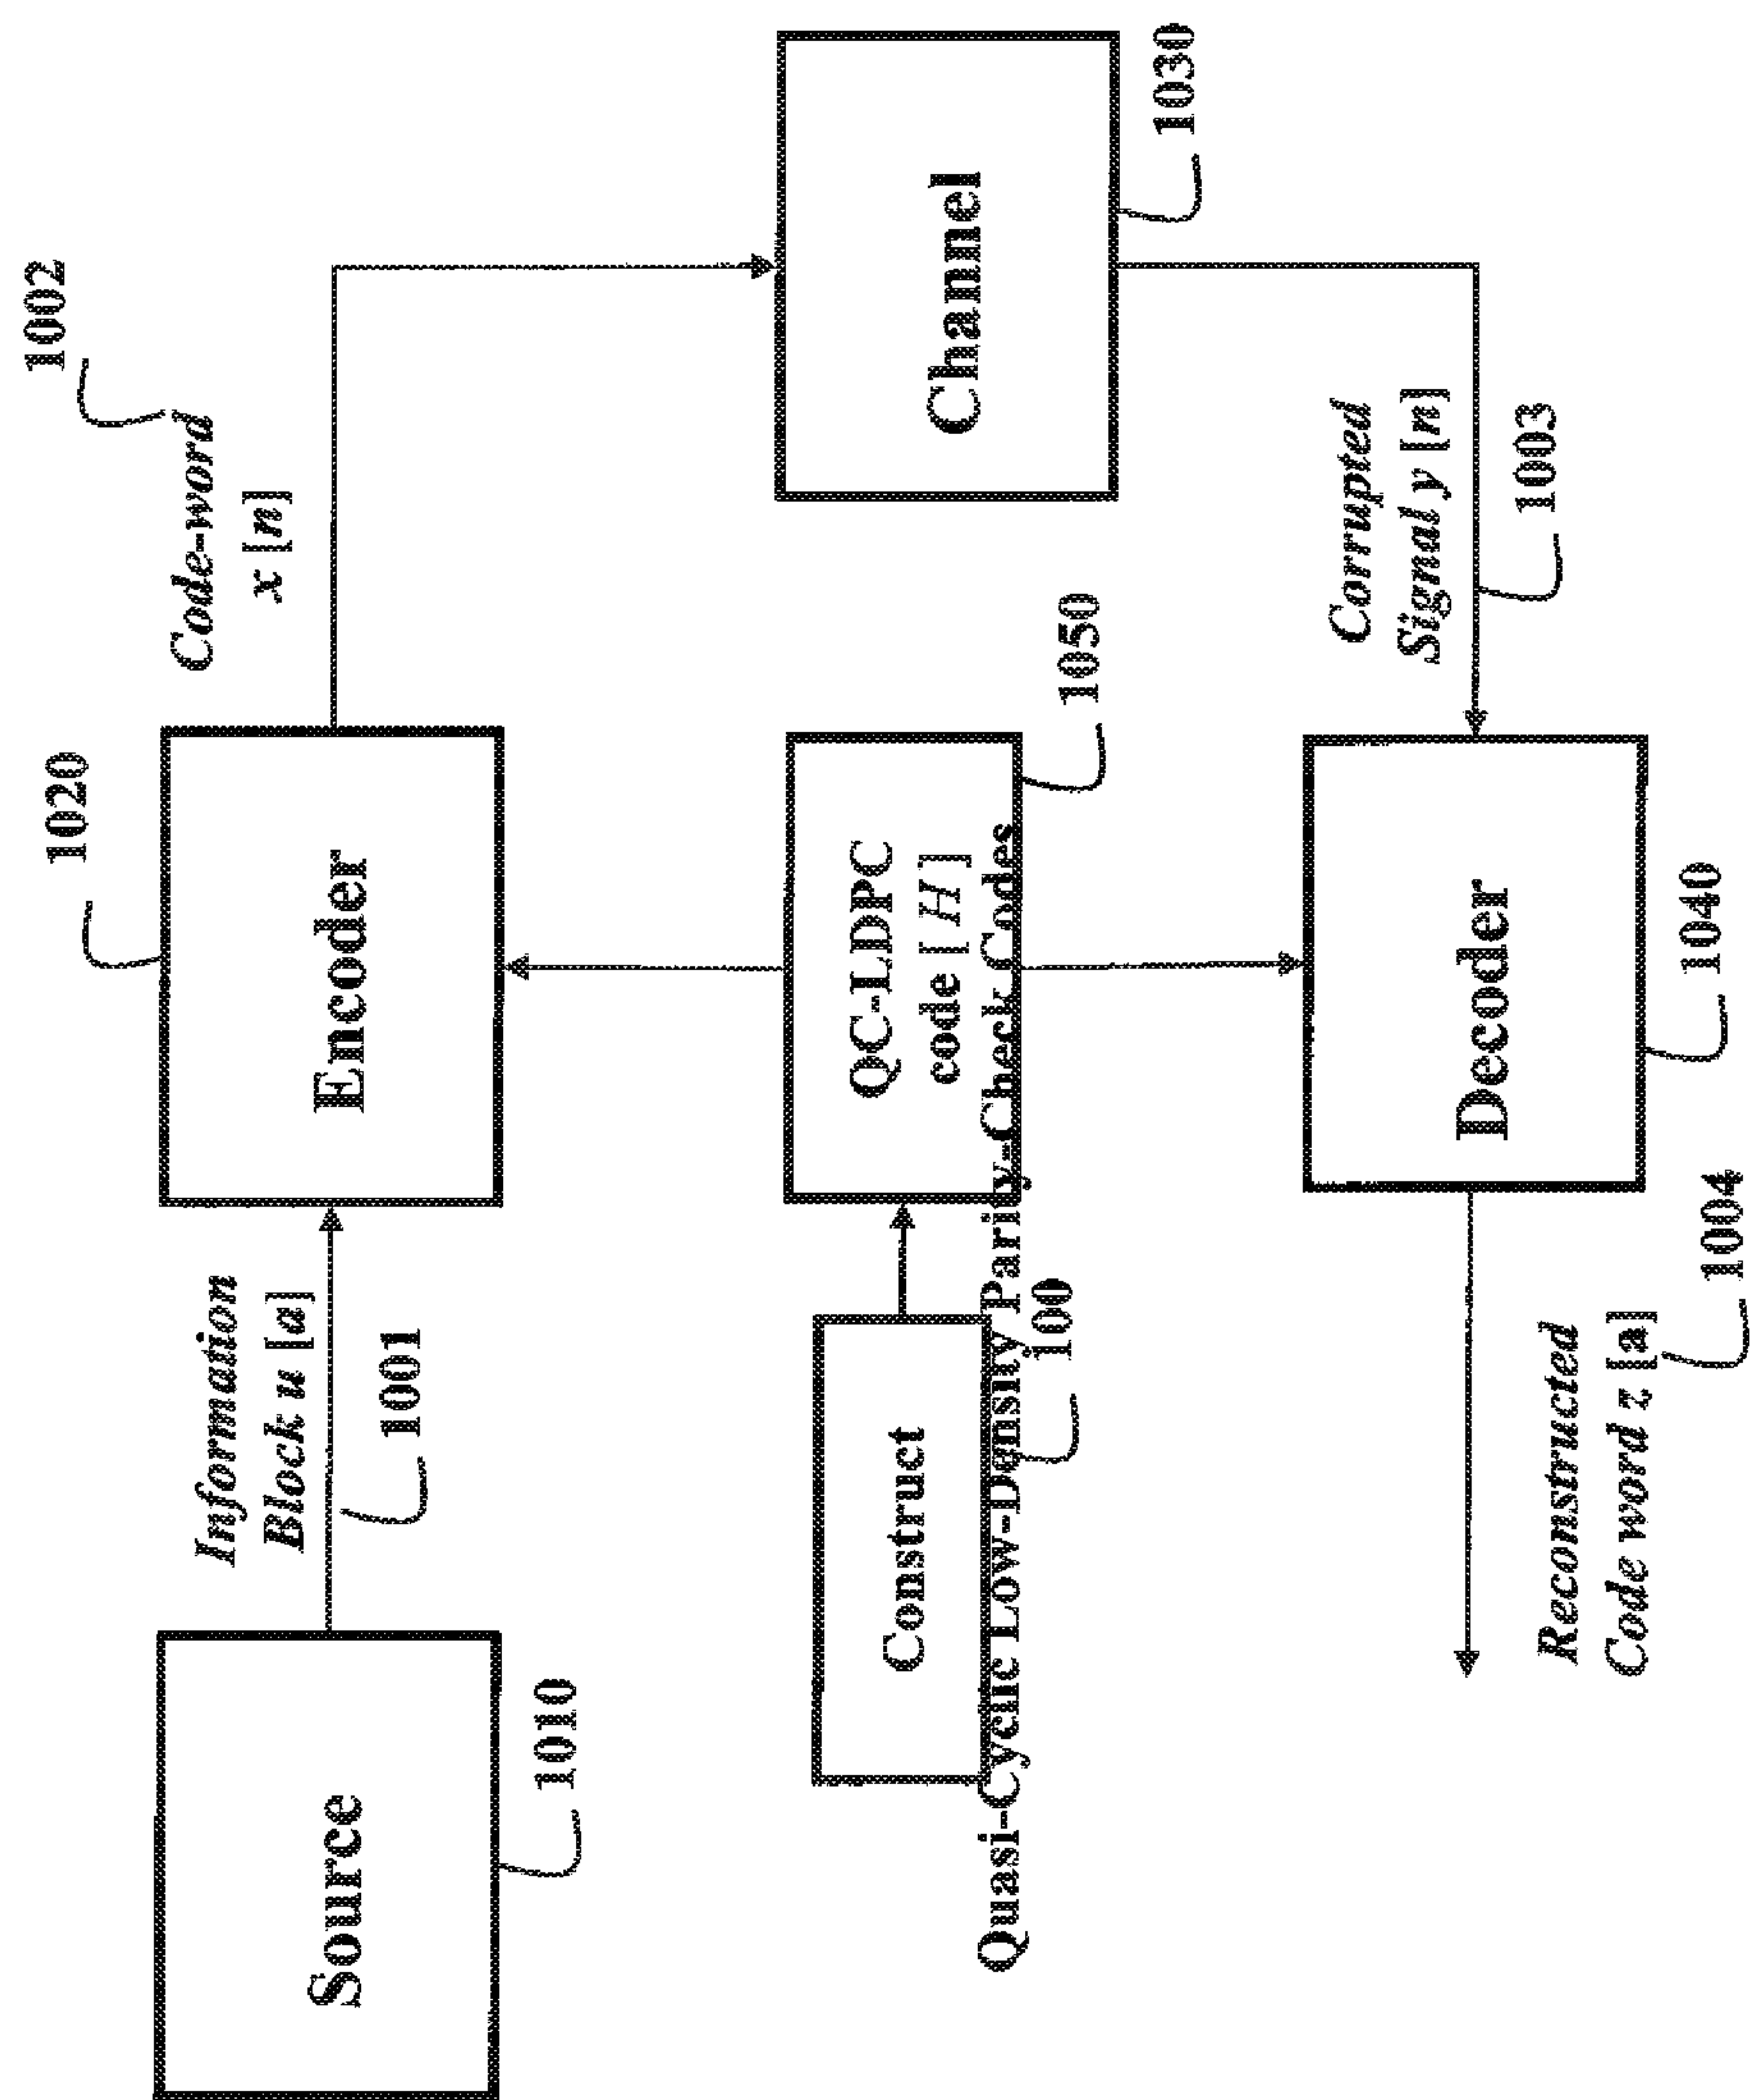 Source
1010
Information
Block u [a]
1001
Encoder
1020
Code-word
x [n]
1002
Construct
100
QC-LDPC
code [ H ]
1050
Quasi-Cyclic Low-Density Parity-Check Codes
Channel
1030
Corrupted
Signal y [n]
1003
Decoder
1040
Reconstructed
Code word z [a]
1004